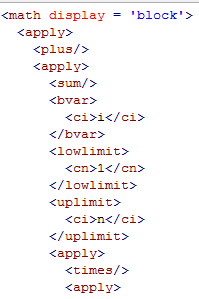 <math display = 'block'>
<apply>
<plus/>
<apply>
<sum/>
<bvar>
<ci>i</ci>
</bvar>
<lowlimit>
<cn>1</cn>
</lowlimit>
<uplimit>
<ci>n</ci>
</uplimit>
<apply>
<times/>
<apply>